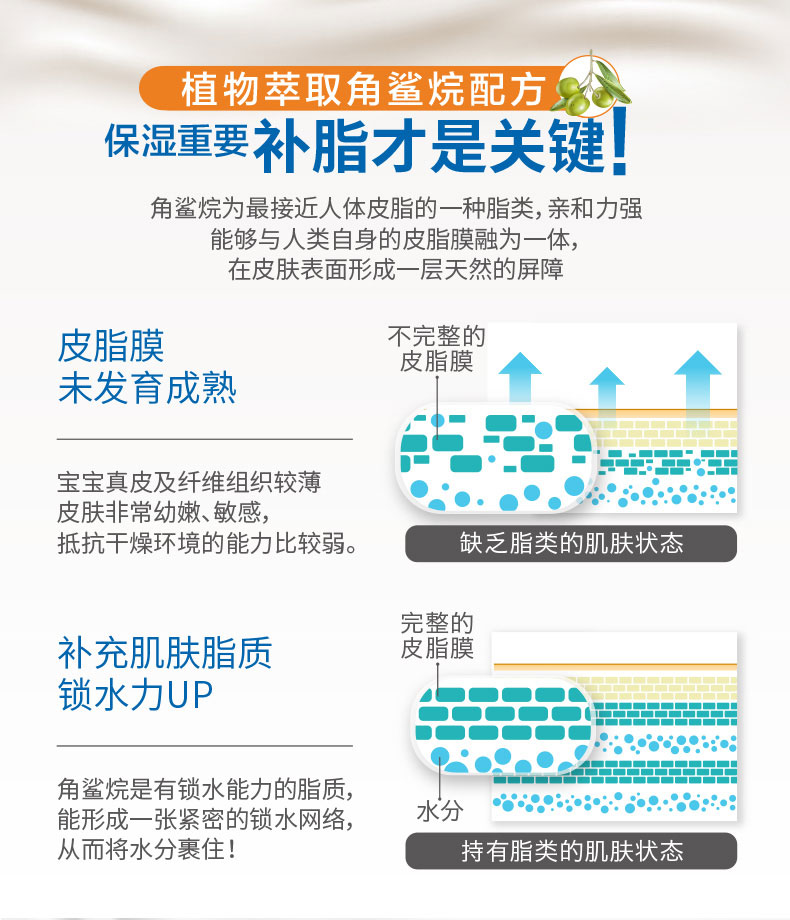 植物萃取角鲨烷配方
保湿重要补脂才是关键!
角鲨烷为最接近人体皮脂的一种脂类,亲和力强
能够与人类自身的皮脂膜融为一体,
在皮肤表面形成一层天然的屏障
皮脂膜
未发育成熟
宝宝真皮及纤维组织较薄
皮肤非常幼嫩、敏感,
抵抗干燥环境的能力比较弱。
不完整的
皮脂膜
缺乏脂类的肌肤状态
补充肌肤脂质
锁水力UP
角鲨烷是有锁水能力的脂质,
能形成一张紧密的锁水网络,
从而将水分裹住!
完整的
皮脂膜
水分
持有脂类的肌肤状态